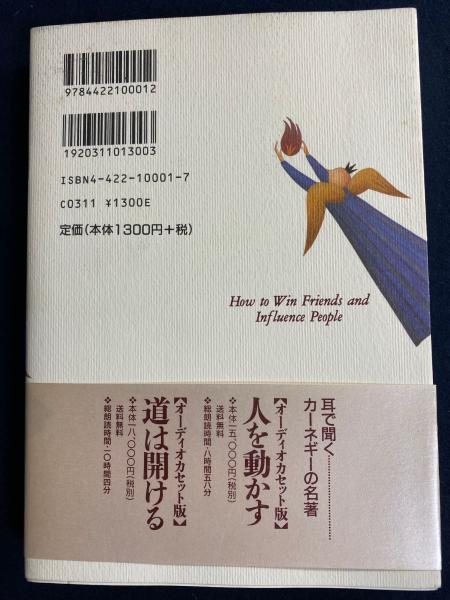 9784422100012
1920311013003
ISBN4-422-10001-7
C0311 ¥1300E
定価(本体1300円+税)
How to Win Friends and
Influence People
耳で聞く…………………
カーネギーの名著
【オーディオカセット版】
人を動かす
❖本体一五、〇〇〇円(税別)
送料無料
❖総朗読時間・八時間五八分
【オーディオカセット版】
道は開ける
❖本体一八、〇〇〇円(税別)
送料無料
❖総朗読時間・一〇時間四分